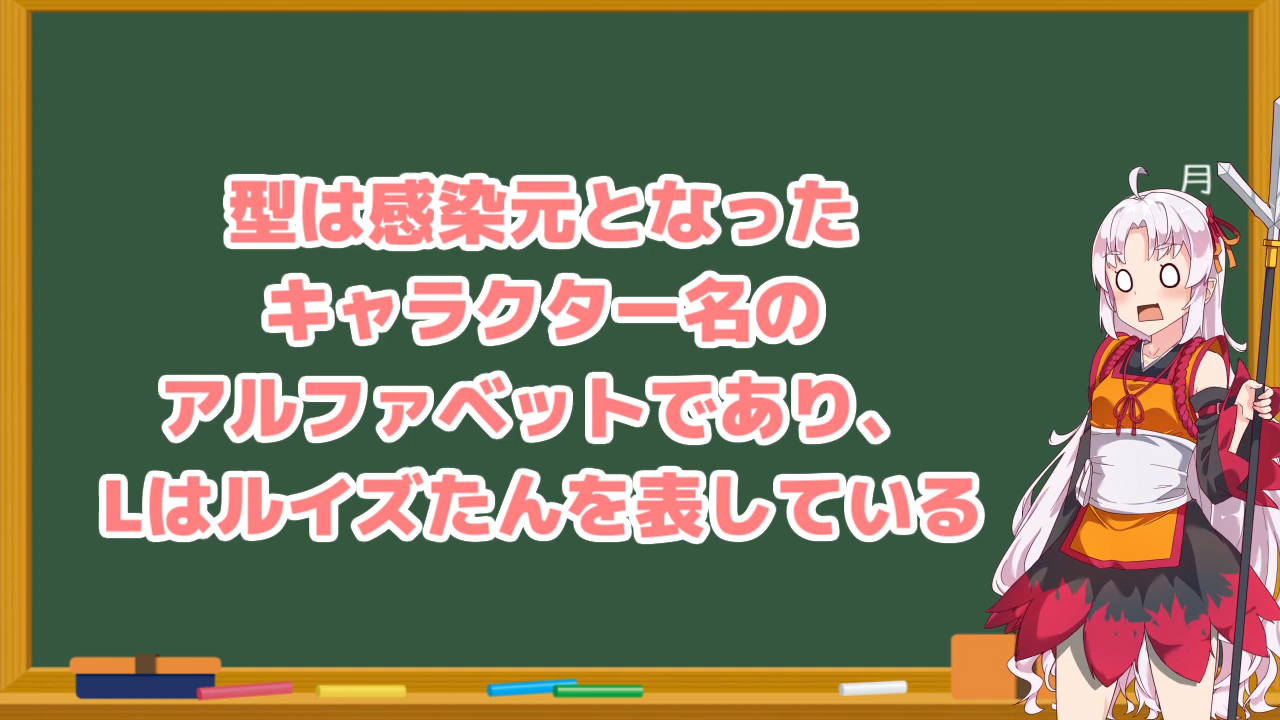 型は感染元となった
キャラクター名の
アルファベットであり、
Lはルイズたんを表している
月